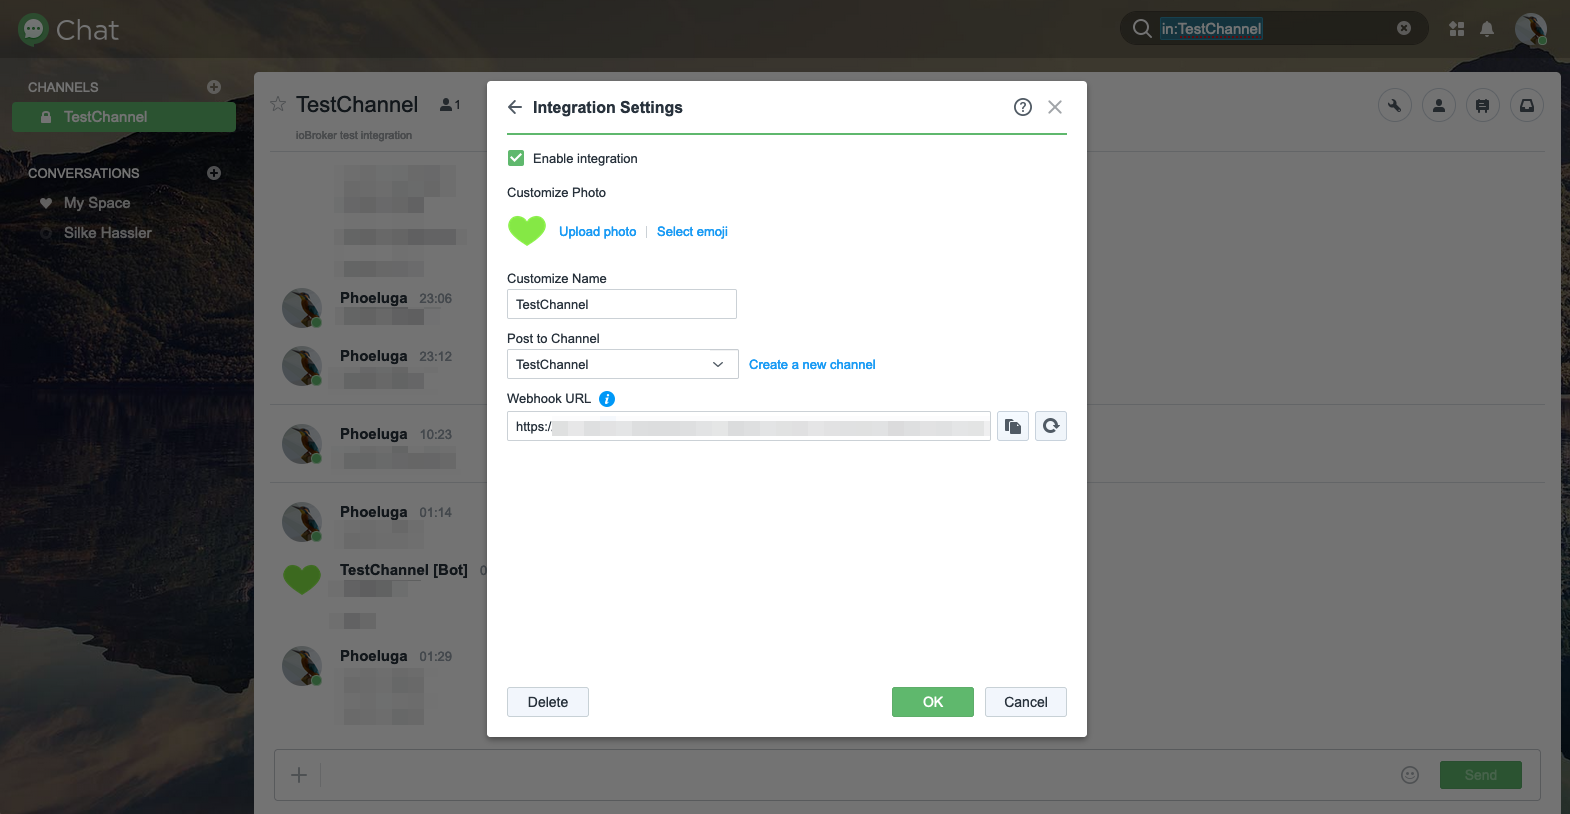 Chat
in:TestChannel
CHANNELS
TestChannel
CONVERSATIONS
My Space
Silke Hassler
TestChannel 1
ioBroker test integration
Phoeluga 23:06
Phoeluga 23:12
Phoeluga 10:23
Phoeluga 01:14
TestChannel [Bot]
Phoeluga 01:29
Integration Settings
Enable integration
Customize Photo
Upload photo | Select emoji
Customize Name
TestChannel
Post to Channel
TestChannel
Create a new channel
Webhook URL
https:/
Delete
OK
Cancel
Send